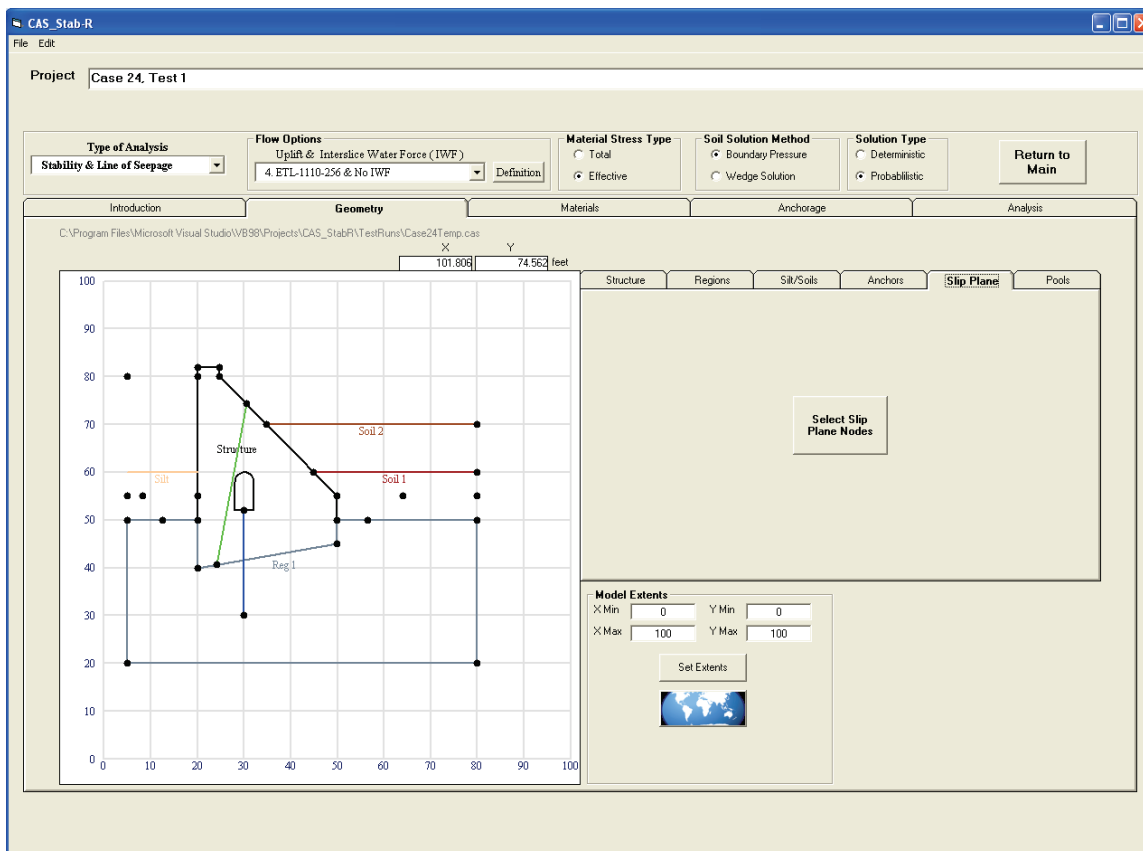 CAS_Stab-R
File Edit
Project Case 24, Test 1
Type of Analysis
Stability & Line of Seepage
Flow Options
Uplift & Interslice Water Force ( IWF )
4. ETL-1110-256 & No IWF Definition
Material Stress Type
Total
Effective
Soil Solution Method
Boundary Pressure
Wedge Solution
Solution Type
Deterministic
Probablilistic
Return to
Main
Introduction Geometry Materials Anchorage Analysis
C:\Program Files\Microsoft Visual Studio\VB98\Projects\CAS_StabR\TestRuns\Case24Temp.cas
X Y
101.806 74.562 feet
Structure Regions Silt/Soils Anchors Slip Plane Pools
100
90
80
70
60
50
40
30
20
10
0
0 10 20 30 40 50 60 70 80 90 100
Soil 2
Structure
Silt
Soil 1
Reg 1
Select Slip
Plane Nodes
Model Extents
X Min 0 Y Min 0
X Max 100 Y Max 100
Set Extents